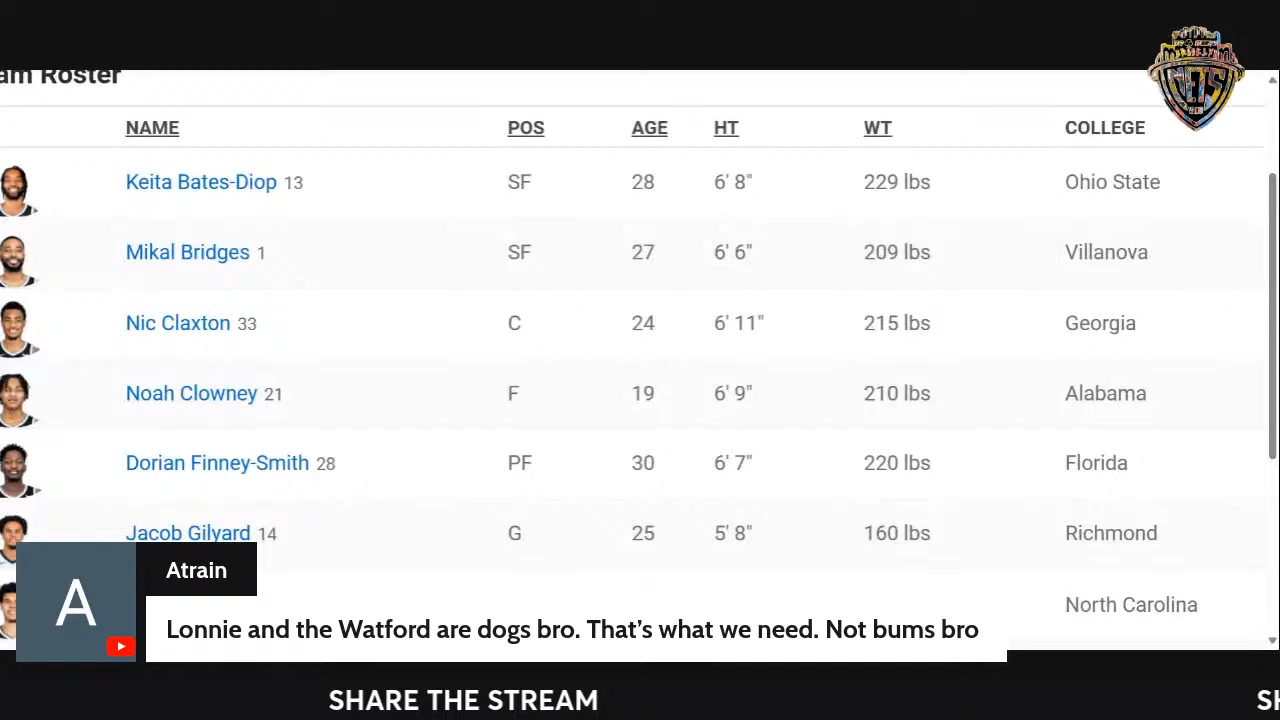 am Roster
NAME POS AGE HT WT COLLEGE
Keita Bates-Diop 13 SF 28 6' 8" 229 lbs Ohio State
Mikal Bridges 1 SF 27 6' 6" 209 lbs Villanova
Nic Claxton 33 C 24 6' 11" 215 lbs Georgia
Noah Clowney 21 F 19 6' 9" 210 lbs Alabama
Dorian Finney-Smith 28 PF 30 6' 7" 220 lbs Florida
Jacob Gilyard 14 G 25 5' 8" 160 lbs Richmond
North Carolina
A
Atrain
Lonnie and the Watford are dogs bro. That's what we need. Not bums bro
SHARE THE STREAM SH